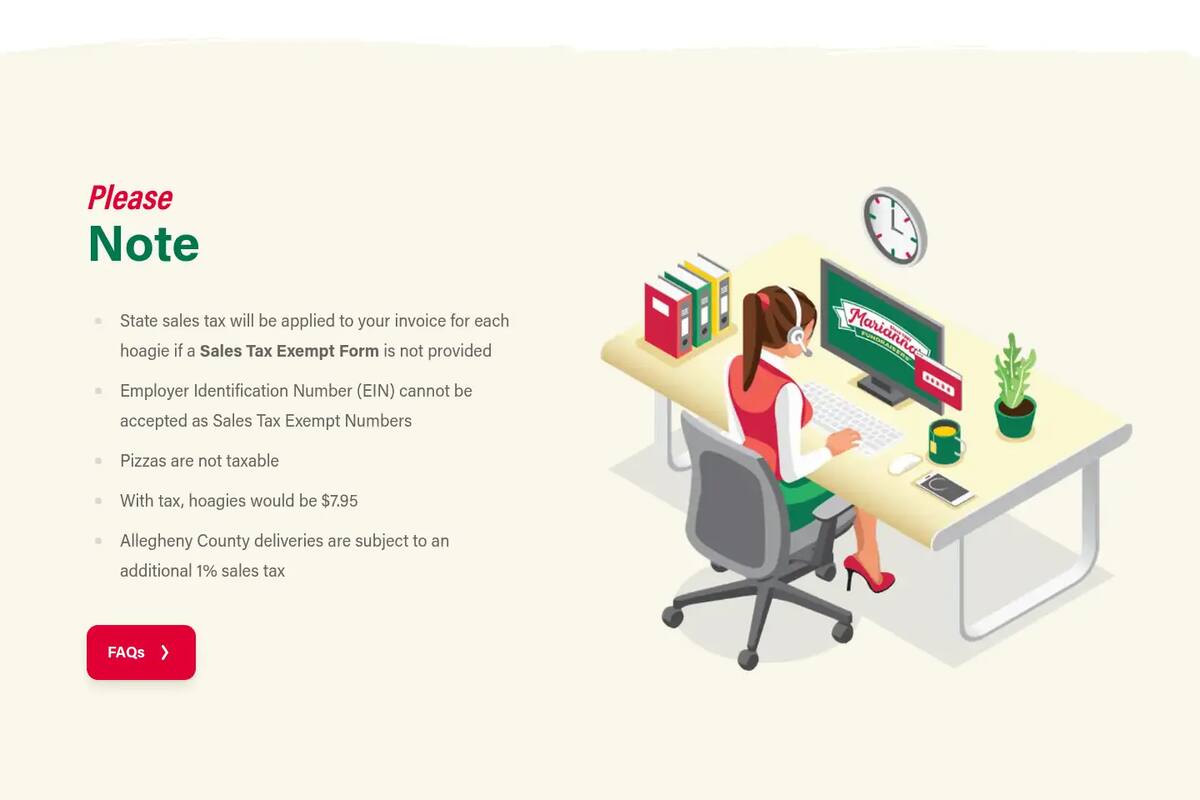 Please
Note
State sales tax will be applied to your invoice for each
hoagie if a Sales Tax Exempt Form is not provided
Employer Identification Number (EIN) cannot be
accepted as Sales Tax Exempt Numbers
Pizzas are not taxable
With tax, hoagies would be $7.95
Allegheny County deliveries are subject to an
additional 1% sales tax
FAQs
Marianna
FUNDRAISERS